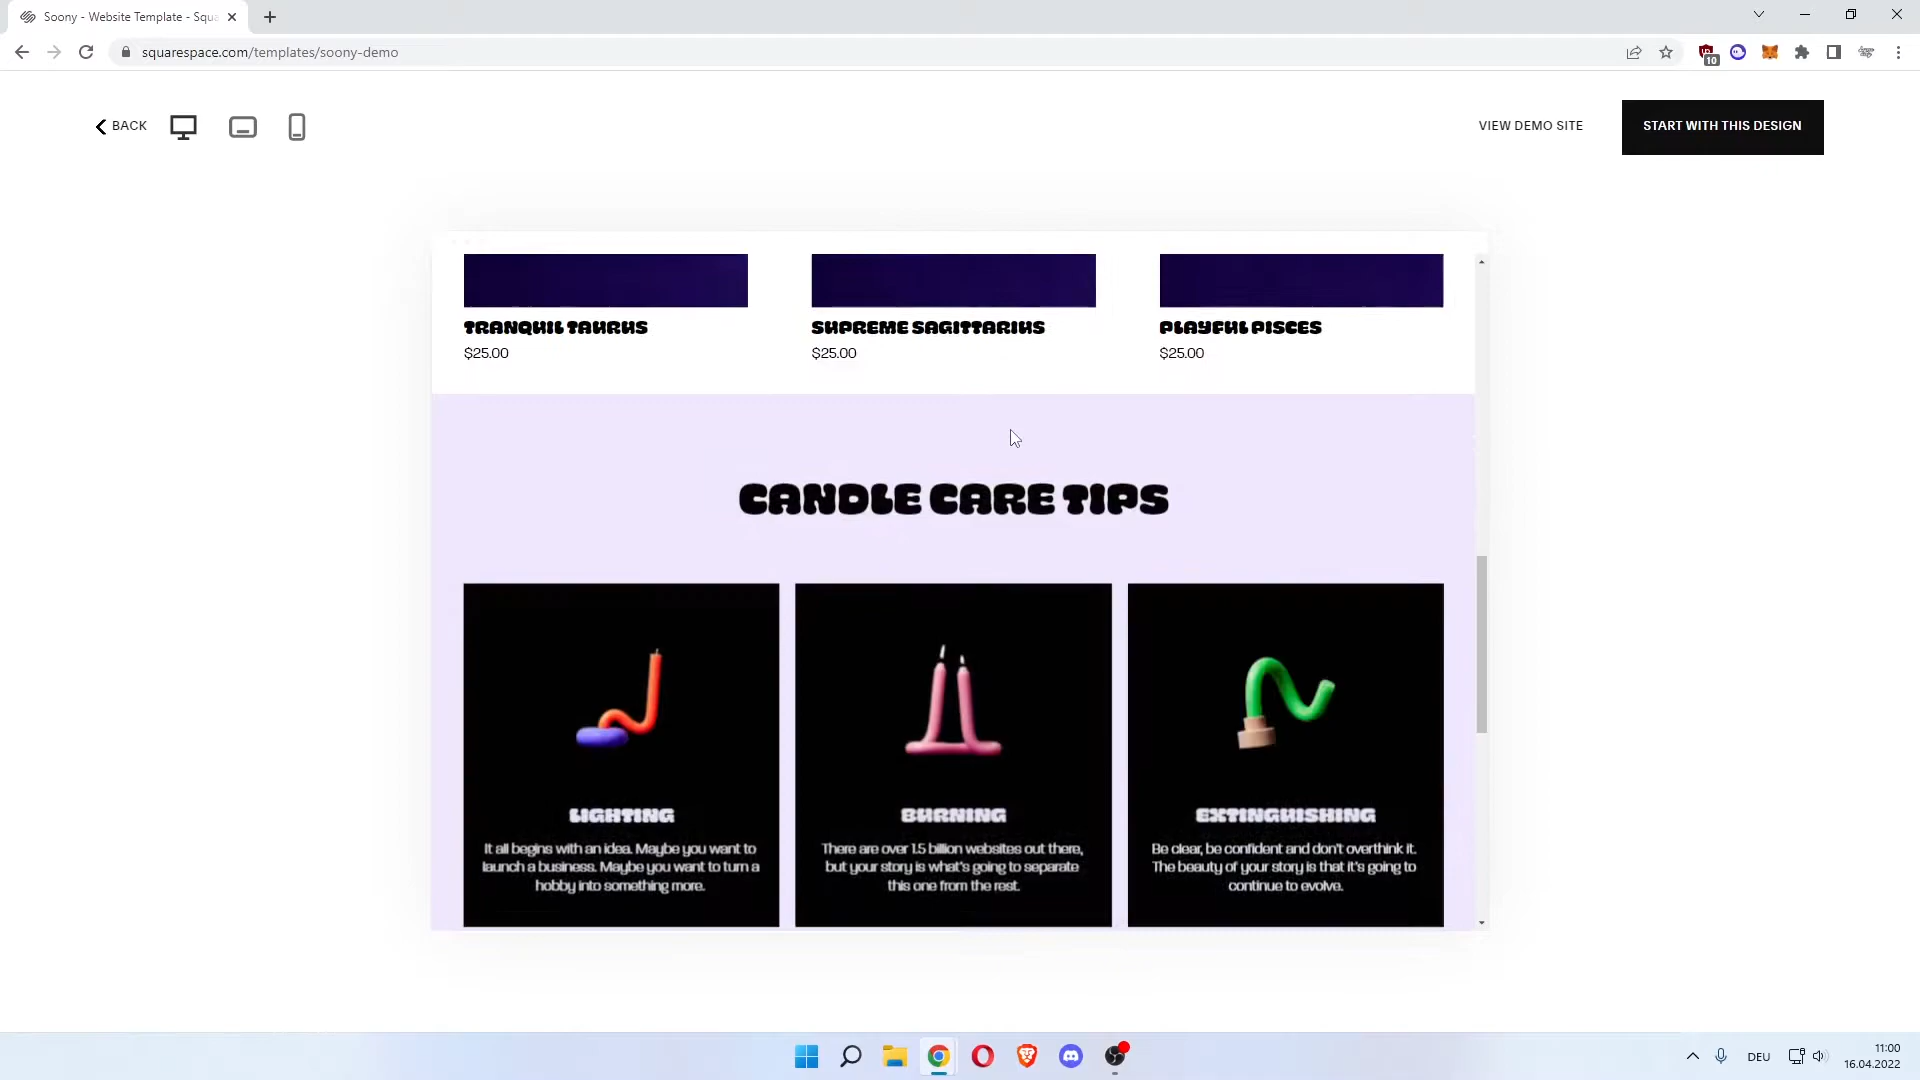 Soony - Website Template - Squa
squarespace.com/templates/soony-demo
10
BACK
VIEW DEMO SITE
START WITH THIS DESIGN
TRANQUIL TAURUS
SUPREME SAGITTARIUS
PLAYFUL PISCES
$25.00
$25.00
$25.00
CANDLE CARE TIPS
LIGHTING
It all begins with an idea. Maybe you want to
launch a business. Maybe you want to turn a
hobby into something more.
BURNING
There are over 1.5 billion websites out there,
but your story is what's going to separate
this one from the rest.
EXTINGUISHING
Be clear, be confident and don't overthink it.
The beauty of your story is that it's going to
continue to evolve.
DEU
11:00
16.04.2022